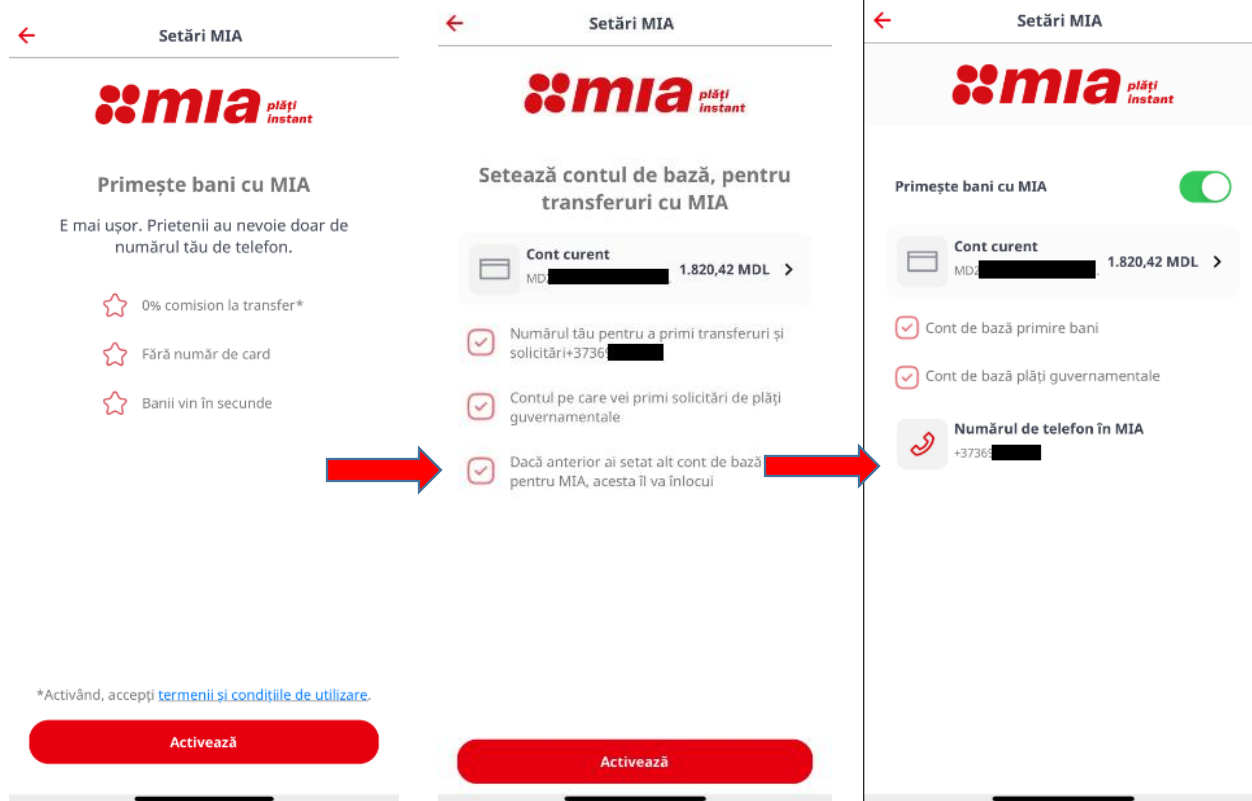 Setări MIA
mia plăți
instant
Primește bani cu MIA
E mai ușor. Prietenii au nevoie doar de
numărul tău de telefon.
0% comision la transfer*
Fără număr de card
Banii vin în secunde
*Activând, accepți termenii și condițiile de utilizare.
Activează
Setări MIA
mia plăți
instant
Setează contul de bază, pentru
transferuri cu MIA
Cont curent
1.820,42 MDL
Numărul tău pentru a primi transferuri și
solicitări+3736
Contul pe care vei primi solicitări de plăți
guvernamentale
Dacă anterior ai setat alt cont de bază
pentru MIA, acesta îl va înlocui
Activează
Setări MIA
mia plăți
instant
Primește bani cu MIA
Cont curent
MD2
1.820,42 MDL
Cont de bază primire bani
Cont de bază plăți guvernamentale
Numărul de telefon în MIA
+3736